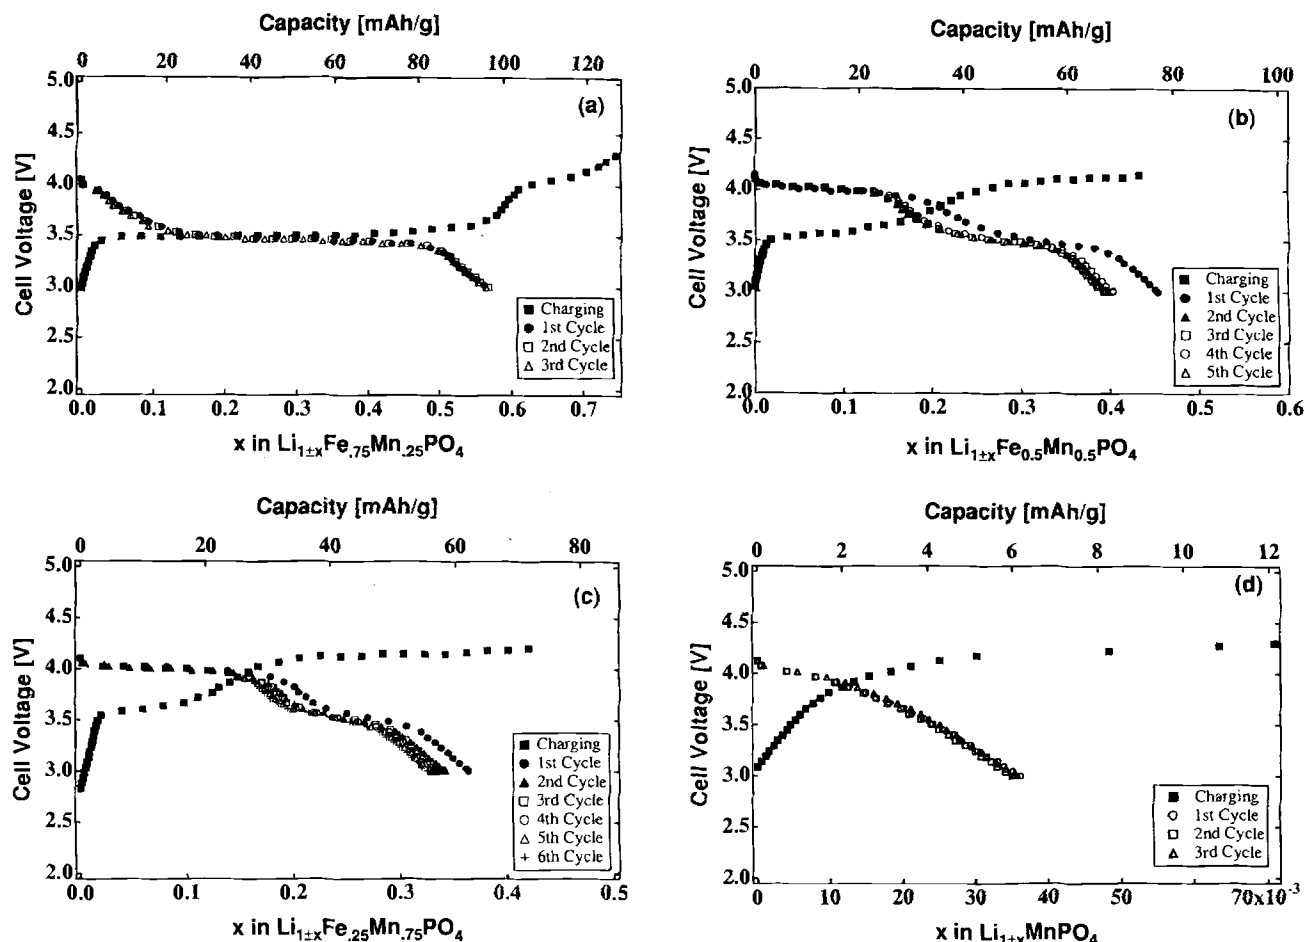 Capacity [mAh/g]
0 20 40 60 80 100 120
5.0
4.5
4.0
3.5
3.0
2.5
2.0
Cell Voltage [V]
(a)
Charging
1st Cycle
2nd Cycle
3rd Cycle
0.0 0.1 0.2 0.3 0.4 0.5 0.6 0.7
x in Li1±xFe.75Mn.25PO4
Capacity [mAh/g]
0 20 40 60 80 100
5.0
4.5
4.0
3.5
3.0
2.5
2.0
Cell Voltage [V]
(b)
Charging
1st Cycle
2nd Cycle
3rd Cycle
4th Cycle
5th Cycle
0.0 0.1 0.2 0.3 0.4 0.5 0.6
x in Li1±xFe0.5Mn0.5PO4
Capacity [mAh/g]
0 20 40 60 80
5.0
4.5
4.0
3.5
3.0
2.5
2.0
Cell Voltage [V]
(c)
Charging
1st Cycle
2nd Cycle
3rd Cycle
4th Cycle
5th Cycle
6th Cycle
0.0 0.1 0.2 0.3 0.4 0.5
x in Li1±xFe.25Mn.75PO4
Capacity [mAh/g]
0 2 4 6 8 10 12
5.0
4.5
4.0
3.5
3.0
2.5
2.0
Cell Voltage [V]
(d)
Charging
1st Cycle
2nd Cycle
3rd Cycle
0 10 20 30 40 50 70x10-3
x in Li1±xMnPO4